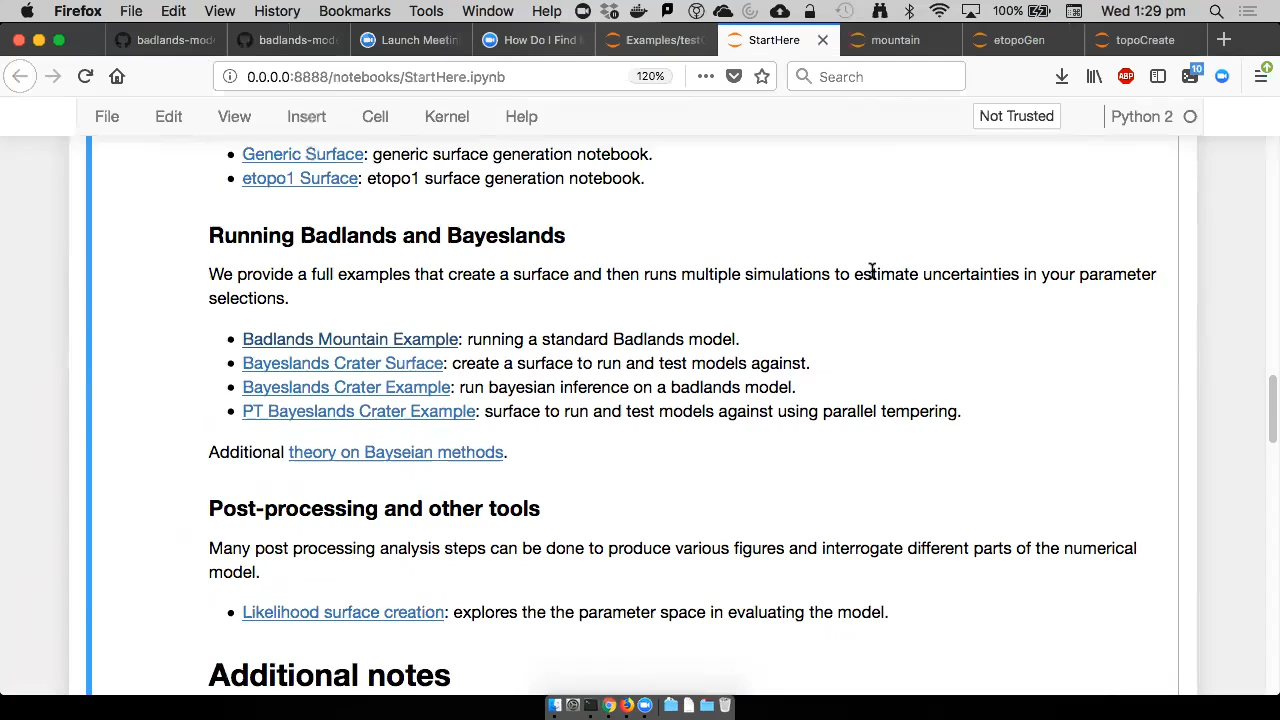 Firefox File Edit View History Bookmarks Tools Window Help 100% Wed 1:29 pm
badlands-mod badlands-mod Launch Meetin How Do I Find Examples/test StartHere mountain etopoGen topoCreate
0.0.0.0:8888/notebooks/StartHere.ipynb 120% Search ABP 10
File Edit View Insert Cell Kernel Help Not Trusted Python 2
Generic Surface: generic surface generation notebook.
etopo1 Surface: etopo1 surface generation notebook.
Running Badlands and Bayeslands
We provide a full examples that create a surface and then runs multiple simulations to estimate uncertainties in your parameter
selections.
Badlands Mountain Example: running a standard Badlands model.
Bayeslands Crater Surface: create a surface to run and test models against.
Bayeslands Crater Example: run bayesian inference on a badlands model.
PT Bayeslands Crater Example: surface to run and test models against using parallel tempering.
Additional theory on Bayseian methods.
Post-processing and other tools
Many post processing analysis steps can be done to produce various figures and interrogate different parts of the numerical
model.
Likelihood surface creation: explores the the parameter space in evaluating the model.
Additional notes